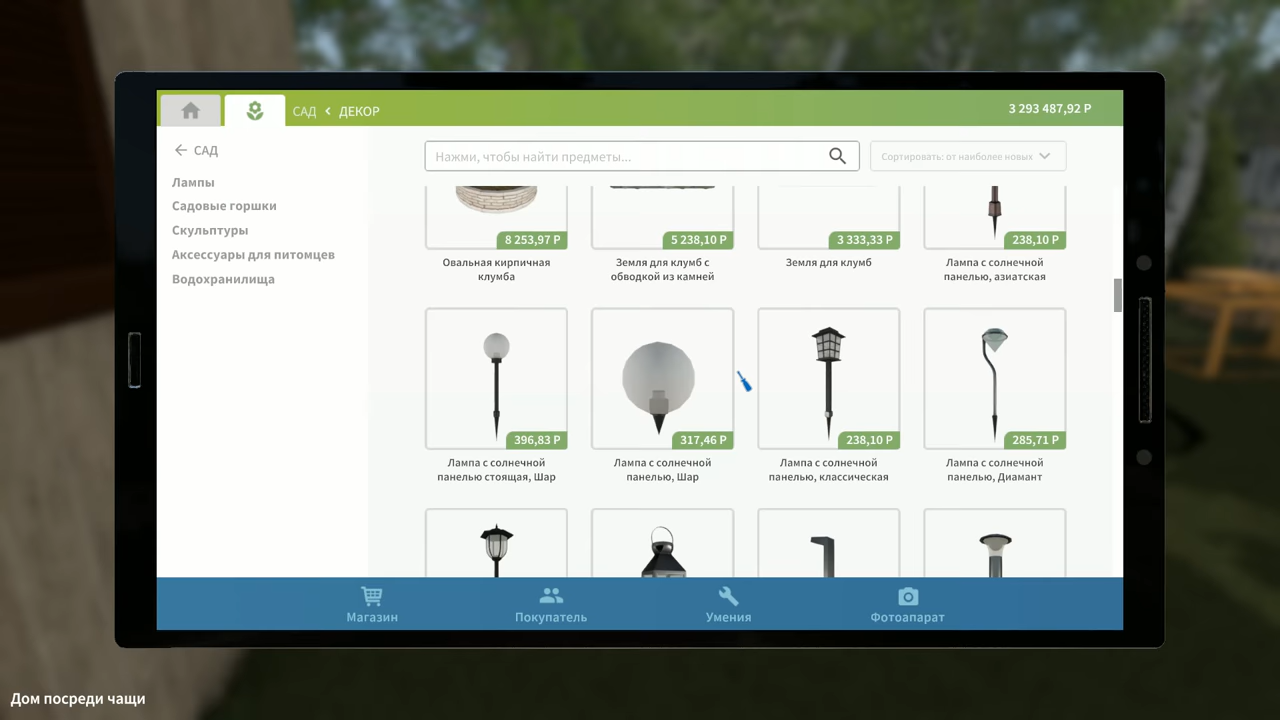 САД < ДЕКОР
3 293 487,92 Р
← САД
Лампы
Садовые горшки
Скульптуры
Аксессуары для питомцев
Водохранилища
Нажми, чтобы найти предметы...
Сортировать: от наиболее новых
8 253,97 Р
5 238,10 Р
3 333,33 Р
238,10 Р
Овальная кирпичная
клумба
Земля для клумб с
обводкой из камней
Земля для клумб
Лампа с солнечной
панелью, азиатская
396,83 Р
317,46 Р
238,10 Р
285,71 Р
Лампа с солнечной
панелью стоящая, Шар
Лампа с солнечной
панелью, Шар
Лампа с солнечной
панелью, классическая
Лампа с солнечной
панелью, Диамант
Магазин
Покупатель
Умения
Фотоапарат
Дом посреди чащи